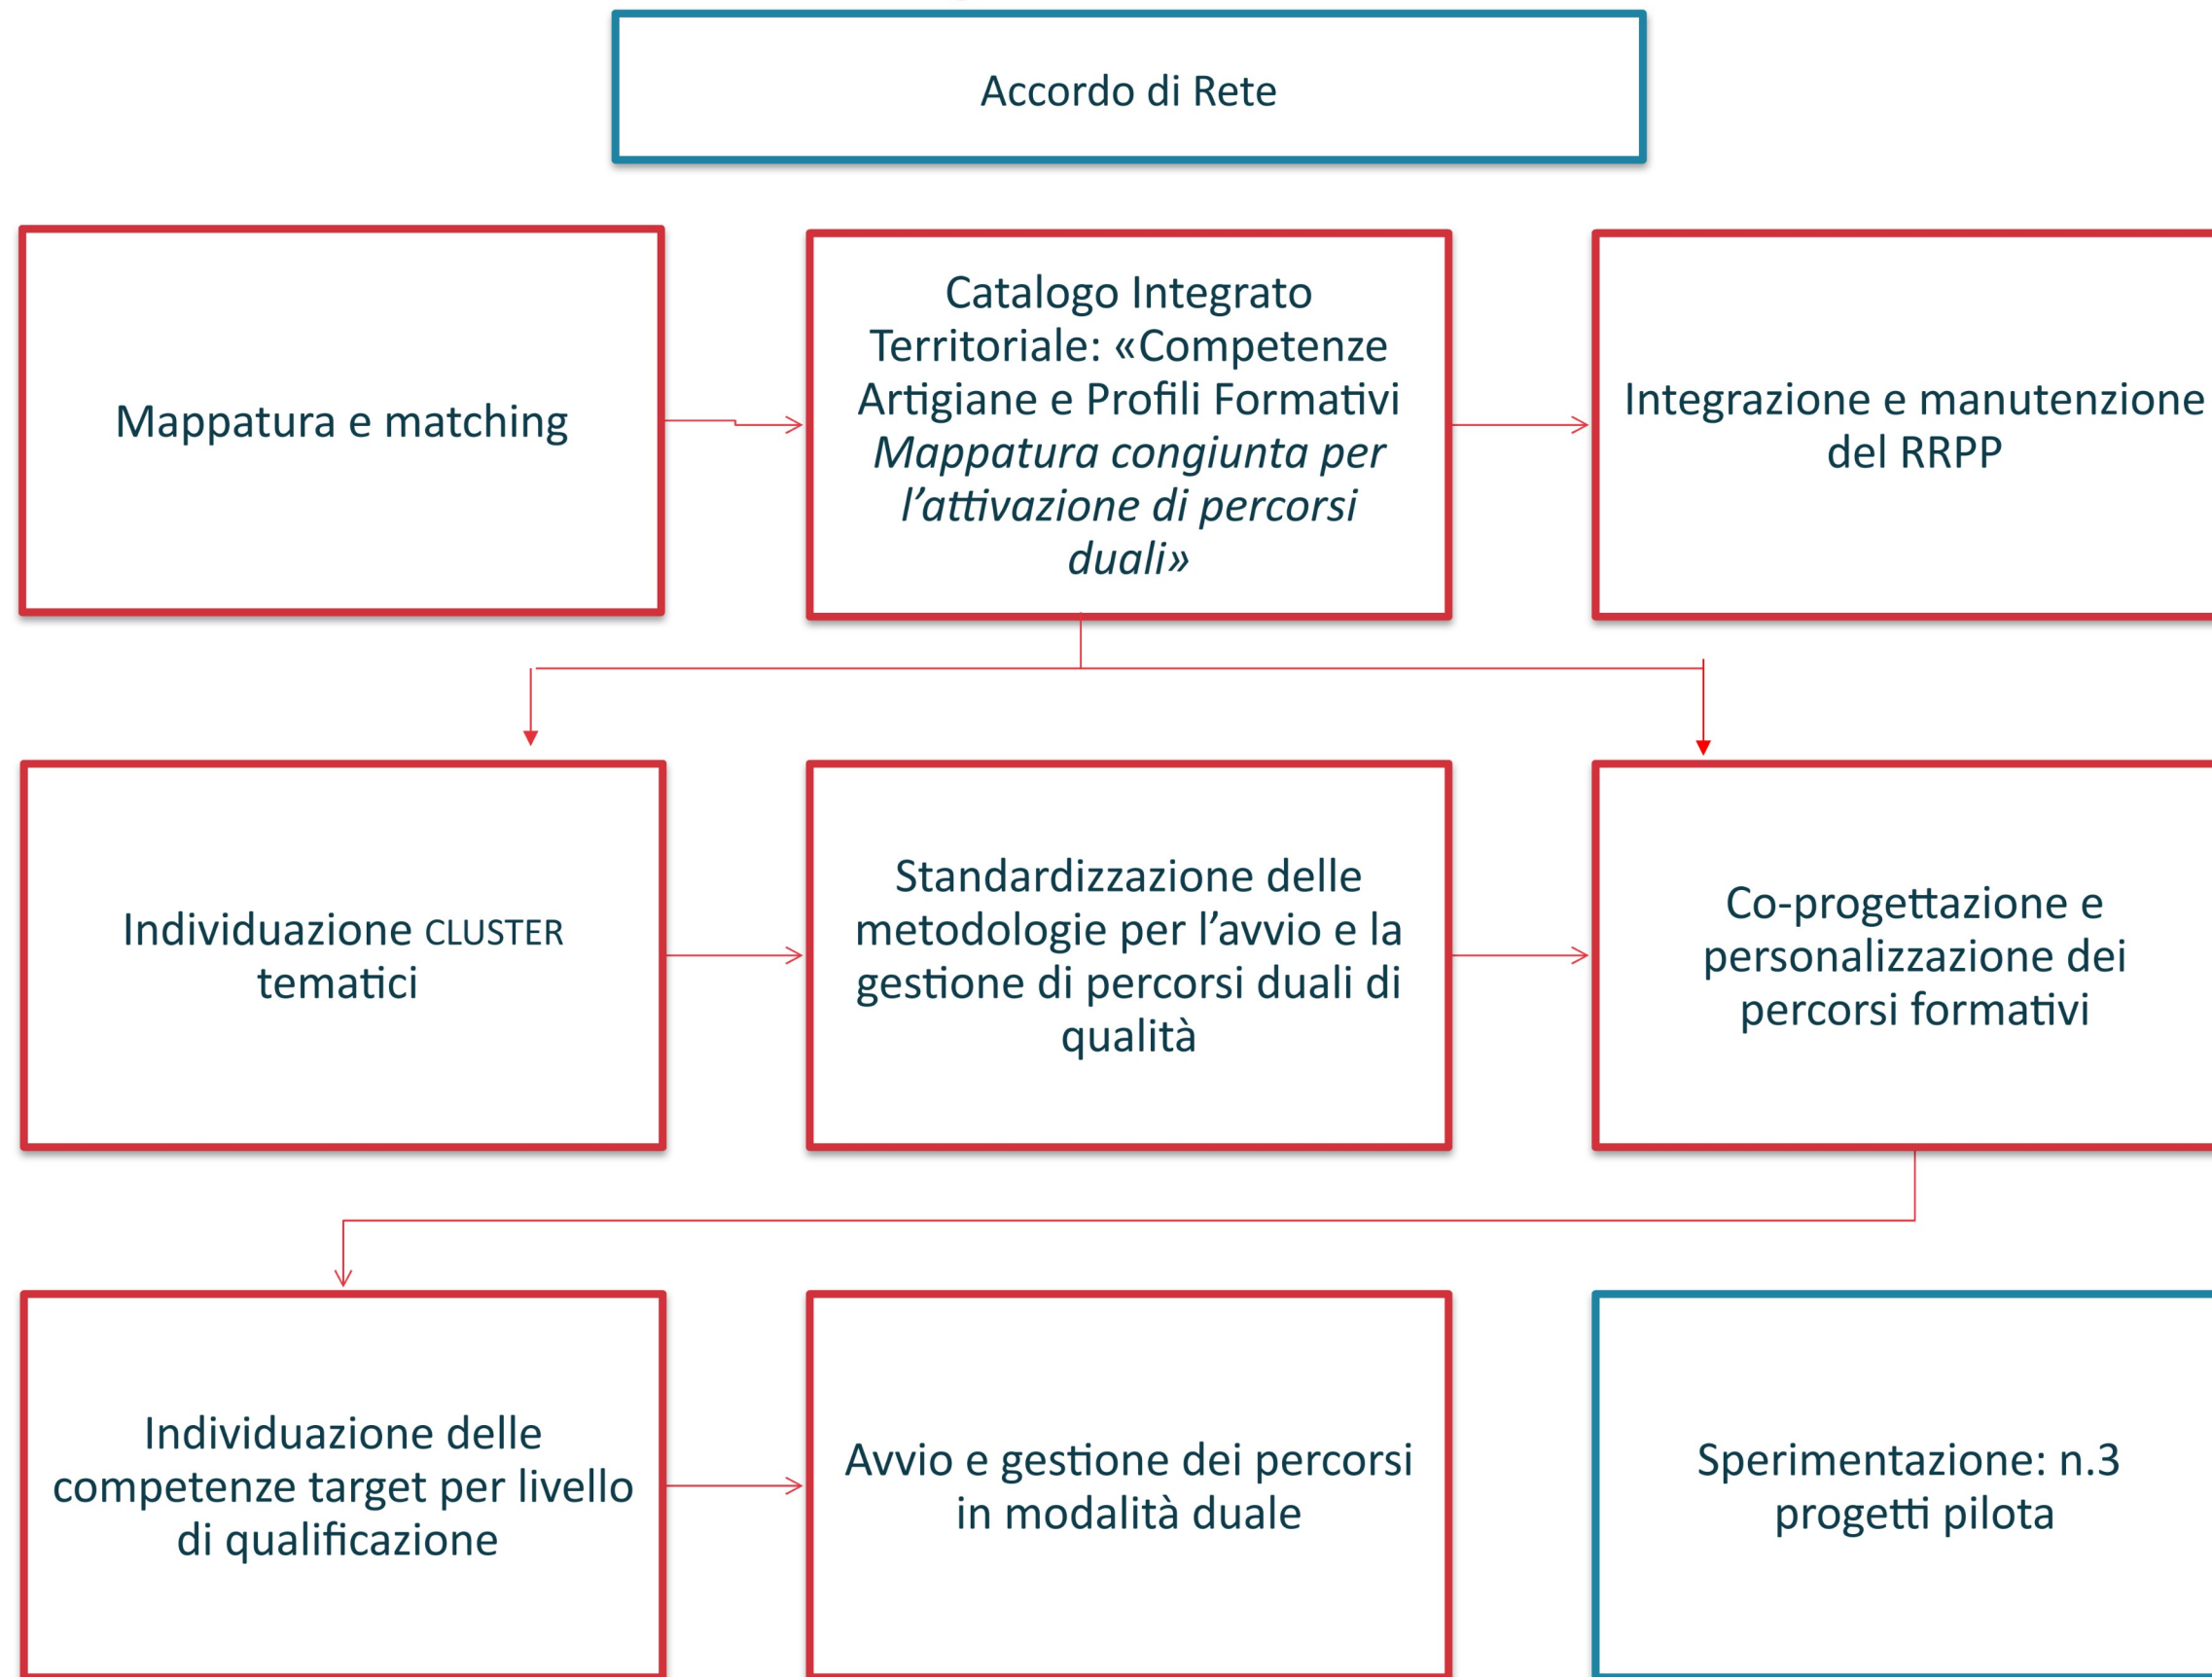 Accordo di Rete
Mappatura e matching
Catalogo Integrato
Territoriale: «Competenze
Artigiane e Profili Formativi
Mappatura congiunta per
l’attivazione di percorsi
duali»
Integrazione e manutenzione
del RRPP
Individuazione CLUSTER
tematici
Standardizzazione delle
metodologie per l’avvio e la
gestione di percorsi duali di
qualità
Co-progettazione e
personalizzazione dei
percorsi formativi
Individuazione delle
competenze target per livello
di qualificazione
Avvio e gestione dei percorsi
in modalità duale
Sperimentazione: n.3
progetti pilota